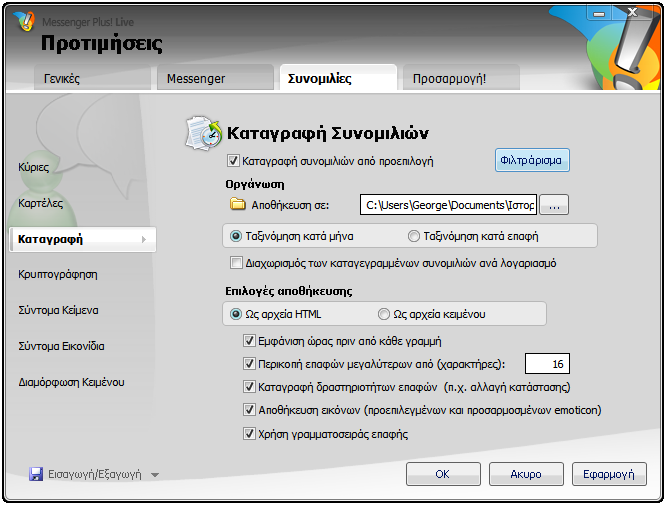 Messenger Plus! Live
Προτιμήσεις
Γενικές
Messenger
Συνομιλίες
Προσαρμογή!
Καταγραφή Συνομιλιών
Καταγραφή συνομιλιών από προεπιλογή
Φιλτράρισμα
Κύριες
Καρτέλες
Καταγραφή
Κρυπτογράφηση
Σύντομα Κείμενα
Σύντομα Εικονίδια
Διαμόρφωση Κειμένου
Οργάνωση
Αποθήκευση σε:
C:\Users\George\Documents\Ιστορ
...
Ταξινόμηση κατά μήνα
Ταξινόμηση κατά επαφή
Διαχωρισμός των καταγεγραμμένων συνομιλιών ανά λογαριασμό
Επιλογές αποθήκευσης
Ως αρχεία HTML
Ως αρχεία κειμένου
Εμφάνιση ώρας πριν από κάθε γραμμή
Περικοπή επαφών μεγαλύτερων από (χαρακτήρες):
16
Καταγραφή δραστηριοτήτων επαφών (π.χ. αλλαγή κατάστασης)
Αποθήκευση εικόνων (προεπιλεγμένων και προσαρμοσμένων emoticon)
Χρήση γραμματοσειράς επαφής
Εισαγωγή/Εξαγωγή
OK
Ακυρο
Εφαρμογή